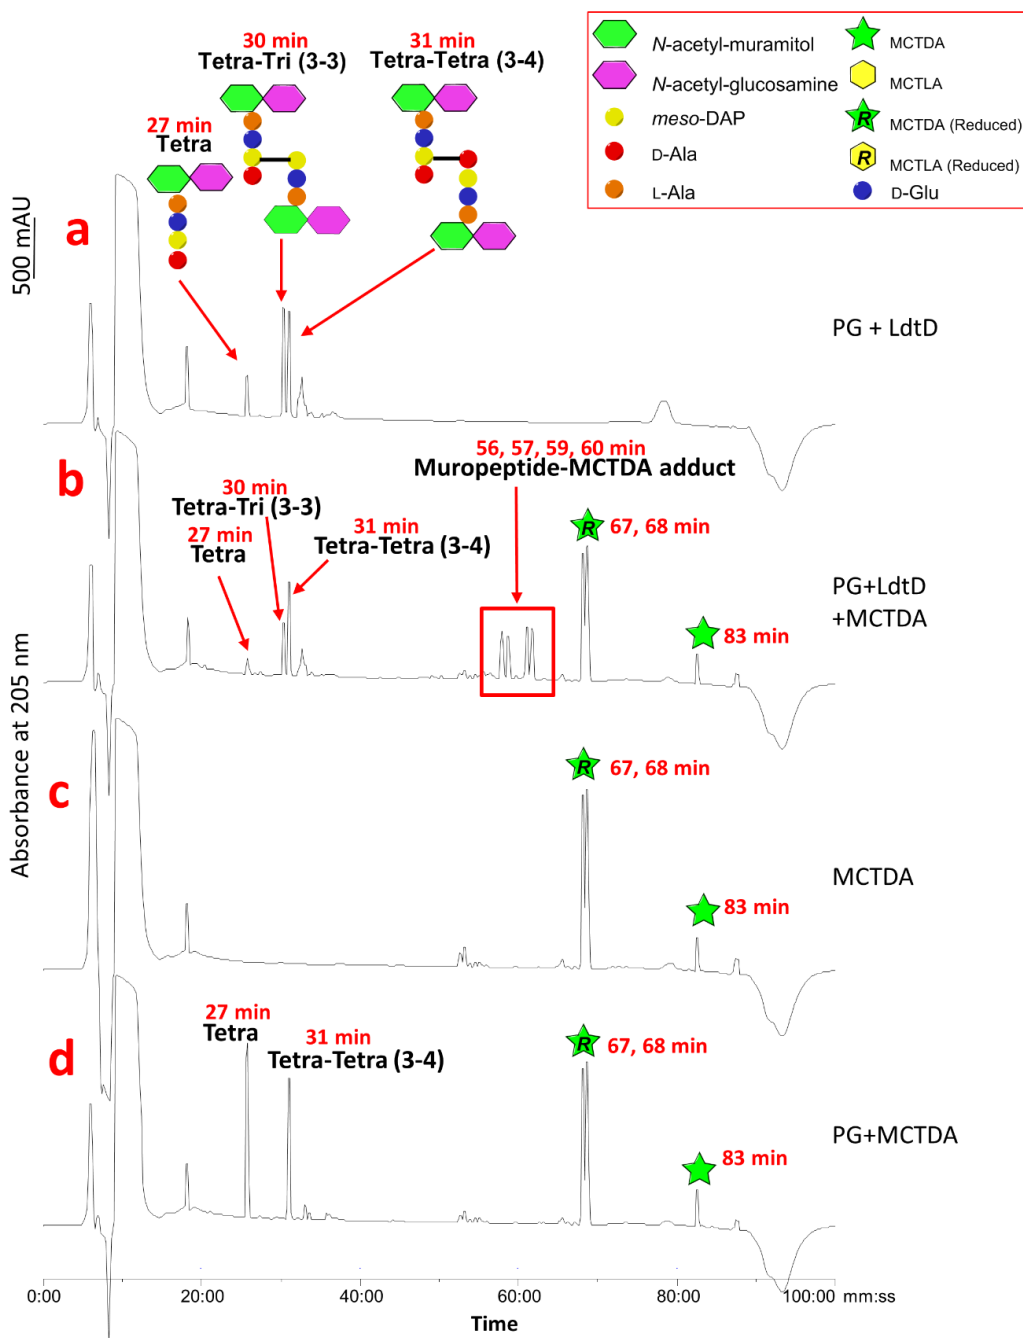 30 min
Tetra-Tri (3-3)
31 min
Tetra-Tetra (3-4)
27 min
Tetra
N-acetyl-muramitol
N-acetyl-glucosamine
meso-DAP
D-Ala
L-Ala
MCTDA
MCTLA
R MCTDA (Reduced)
R MCTLA (Reduced)
D-Glu
500 mAU
a
PG + LdtD
b
30 min
Tetra-Tri (3-3)
27 min
Tetra
31 min
Tetra-Tetra (3-4)
56, 57, 59, 60 min
Muropeptide-MCTDA adduct
R 67, 68 min
83 min
PG+LdtD
+MCTDA
Absorbance at 205 nm
c
R 67, 68 min
83 min
MCTDA
d
27 min
Tetra
31 min
Tetra-Tetra (3-4)
R 67, 68 min
83 min
PG+MCTDA
0:00 20:00 40:00 60:00 80:00 100:00 mm:ss
Time